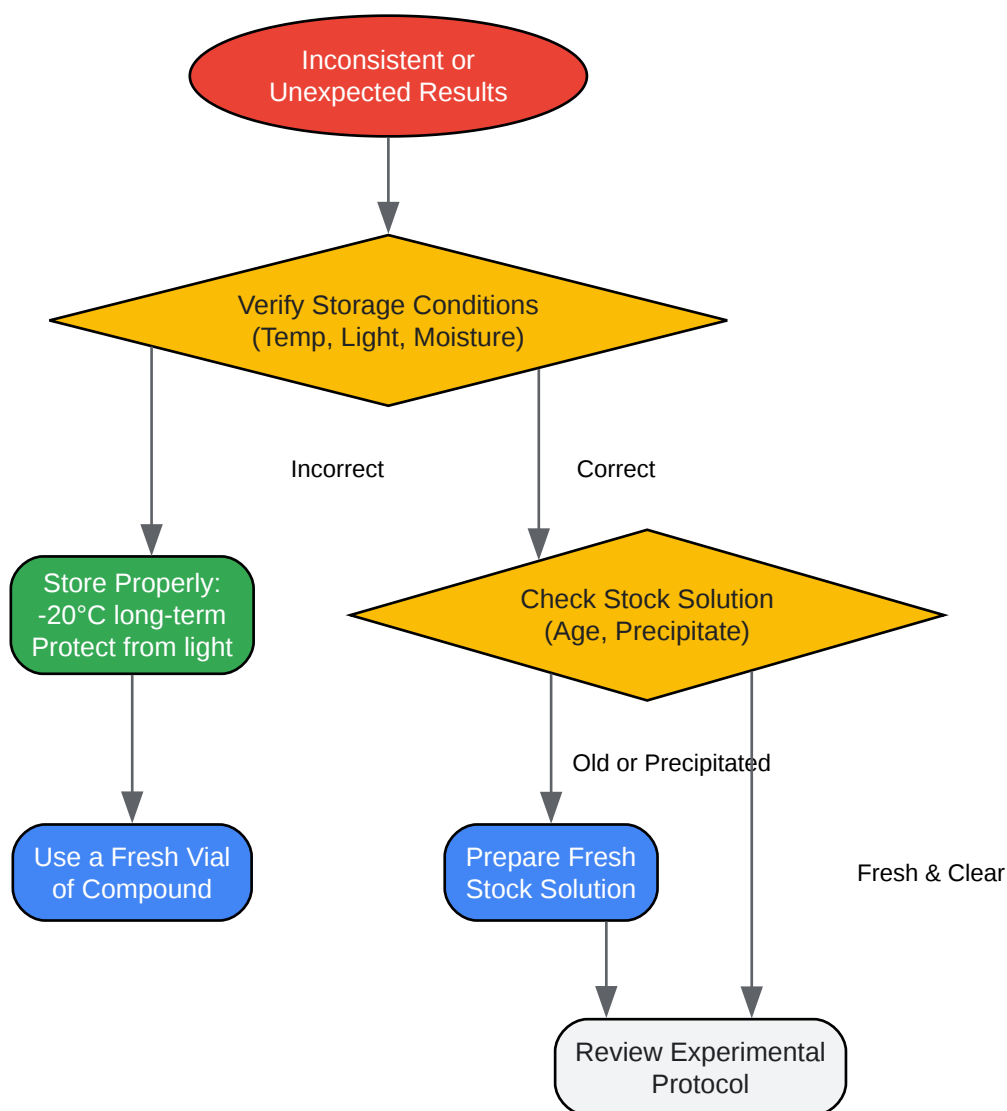 Inconsistent or
Unexpected Results
Verify Storage Conditions
(Temp, Light, Moisture)
Incorrect
Correct
Store Properly:
-20°C long-term
Protect from light
Check Stock Solution
(Age, Precipitate)
Old or Precipitated
Use a Fresh Vial
of Compound
Prepare Fresh
Stock Solution
Fresh & Clear
Review Experimental
Protocol